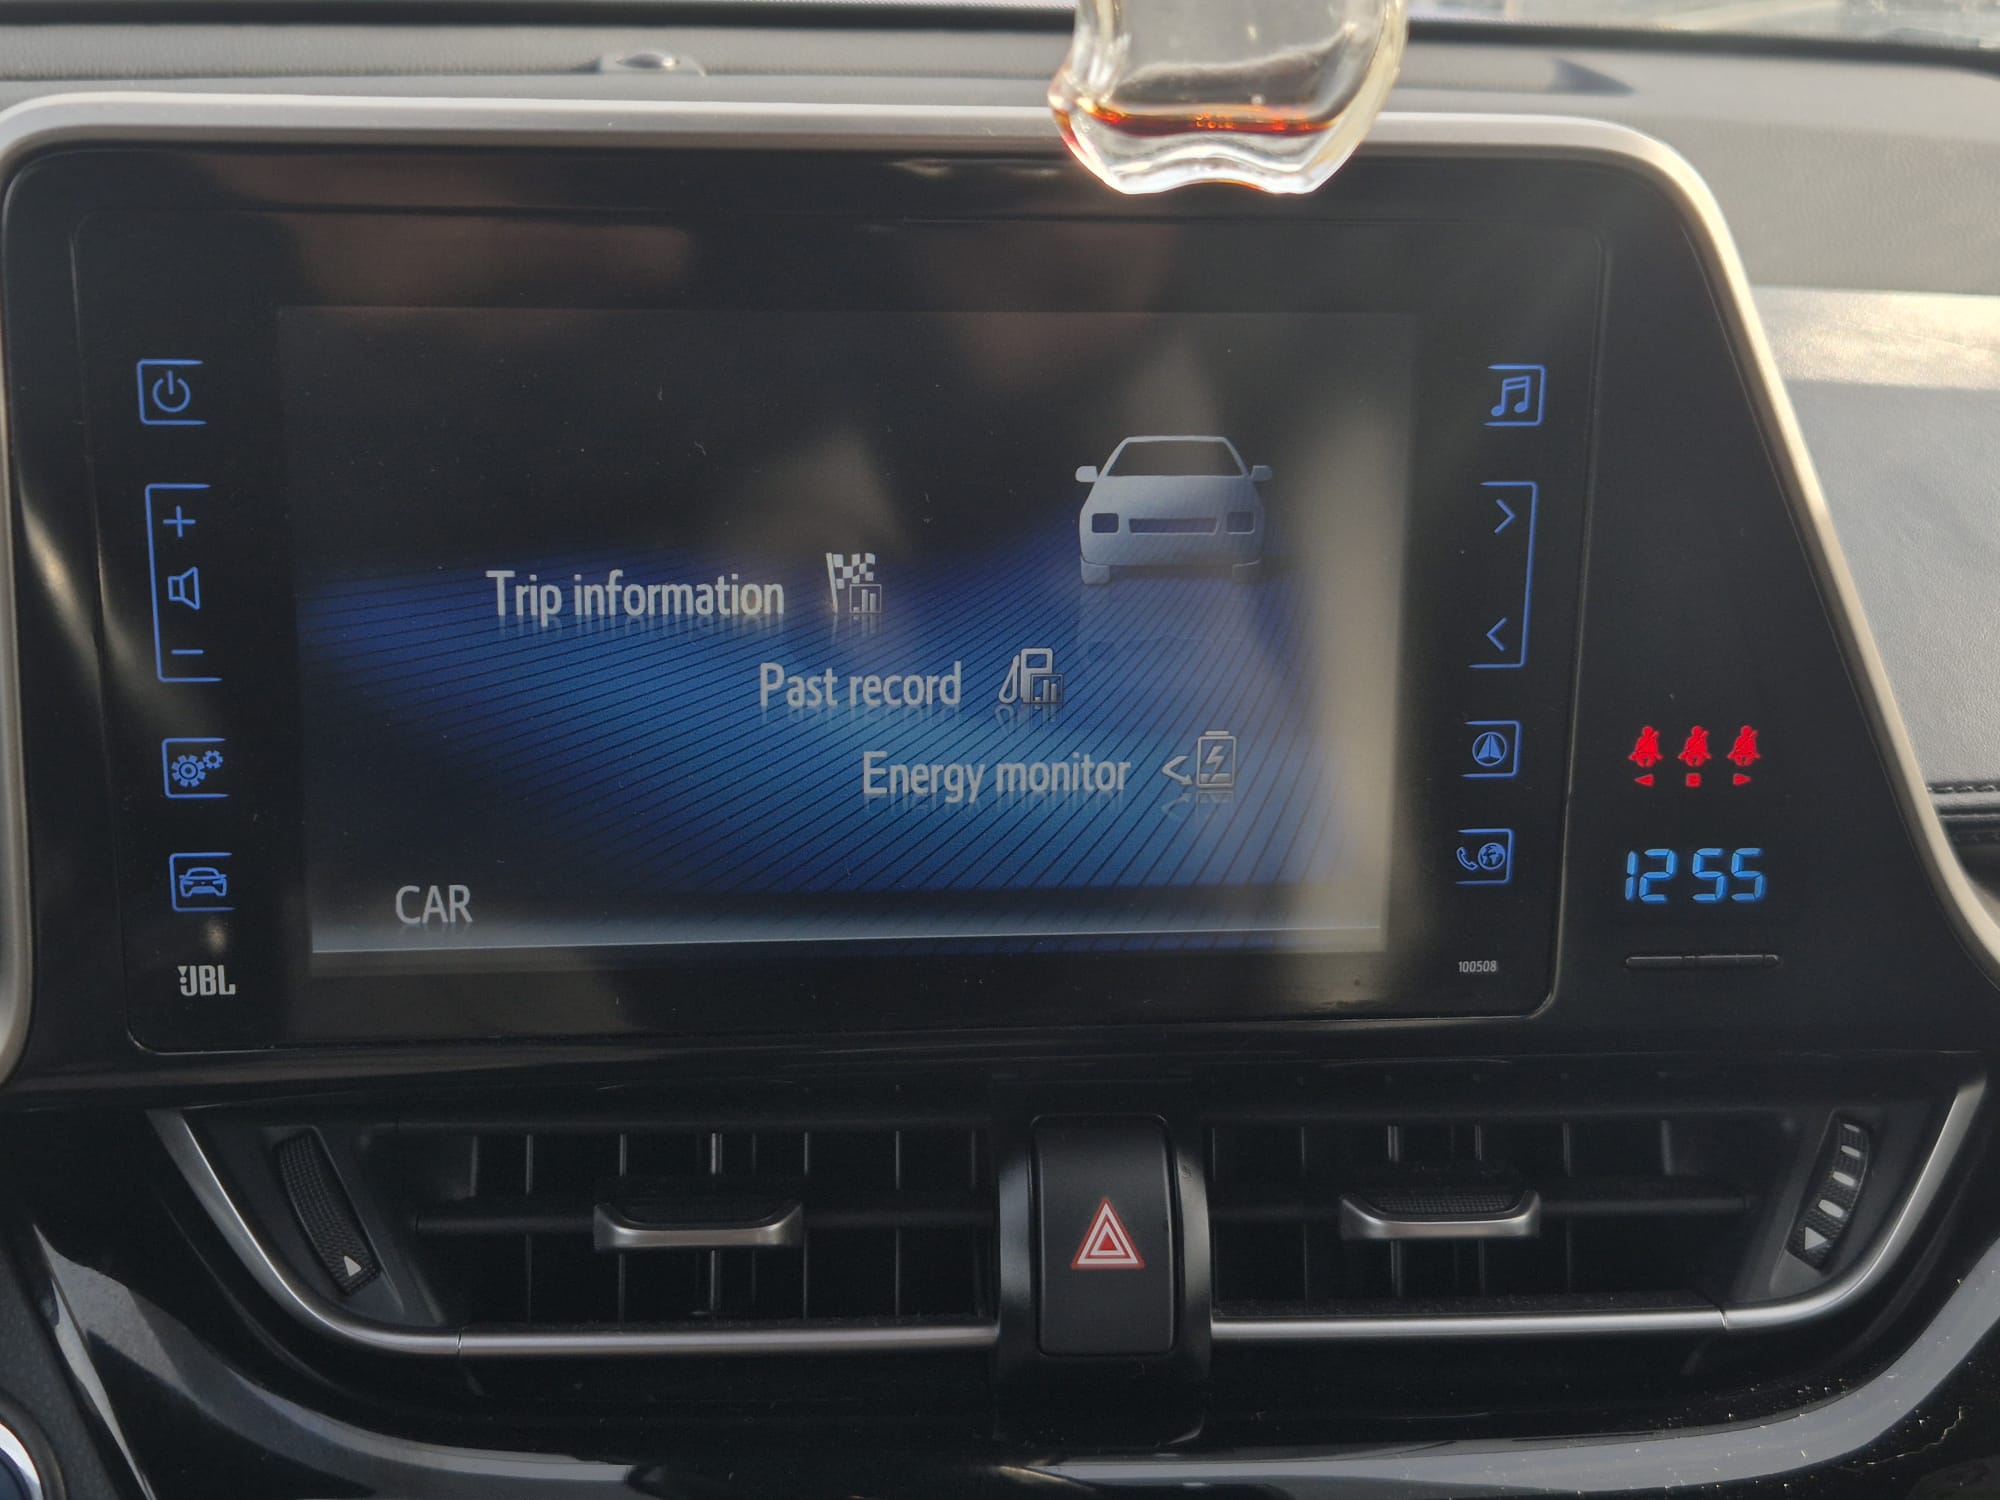 Trip information
Past record
Energy monitor
CAR
JBL
100508
12 55